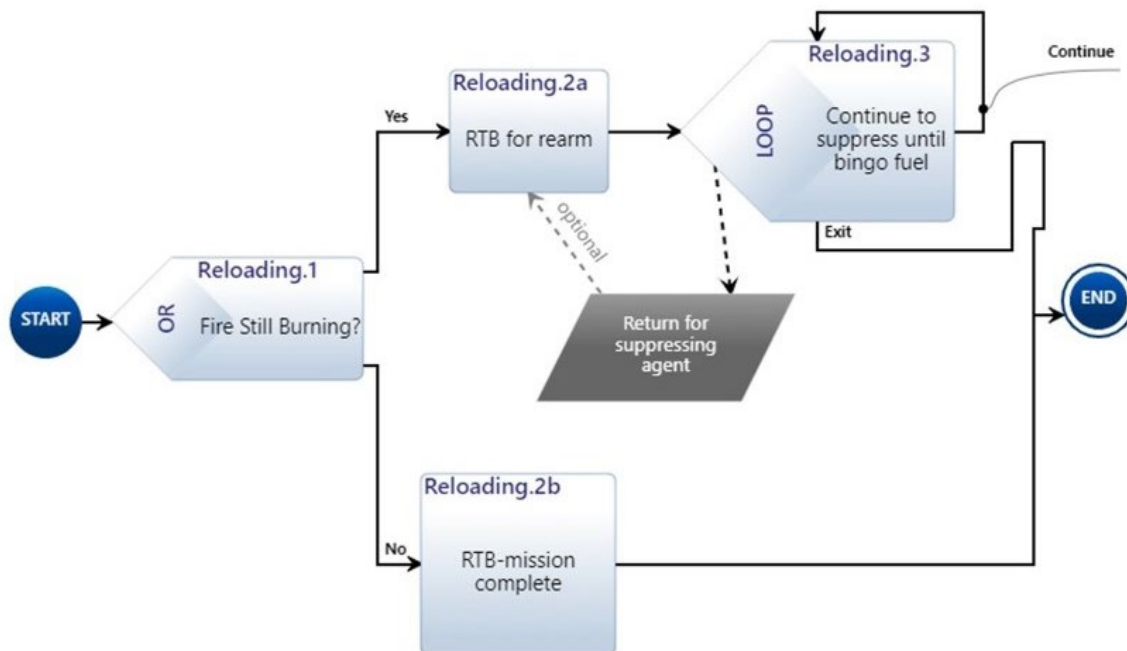 Reloading.3
Continue
Reloading.2a
Yes
RTB for rearm
LOOP
Continue to
suppress until
bingo fuel
optional
Exit
Reloading.1
START
OR
Fire Still Burning?
END
Return for
suppressing
agent
Reloading.2b
No
RTB-mission
complete